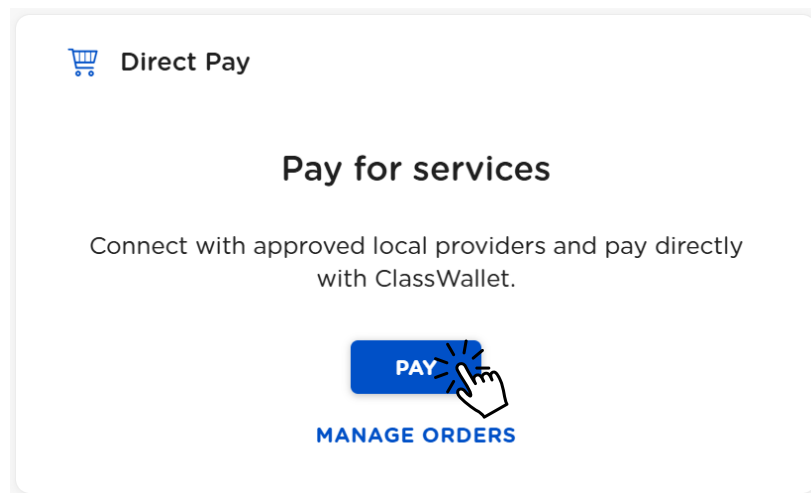 Direct Pay
Pay for services
Connect with approved local providers and pay directly
with ClassWallet.
PAY
MANAGE ORDERS